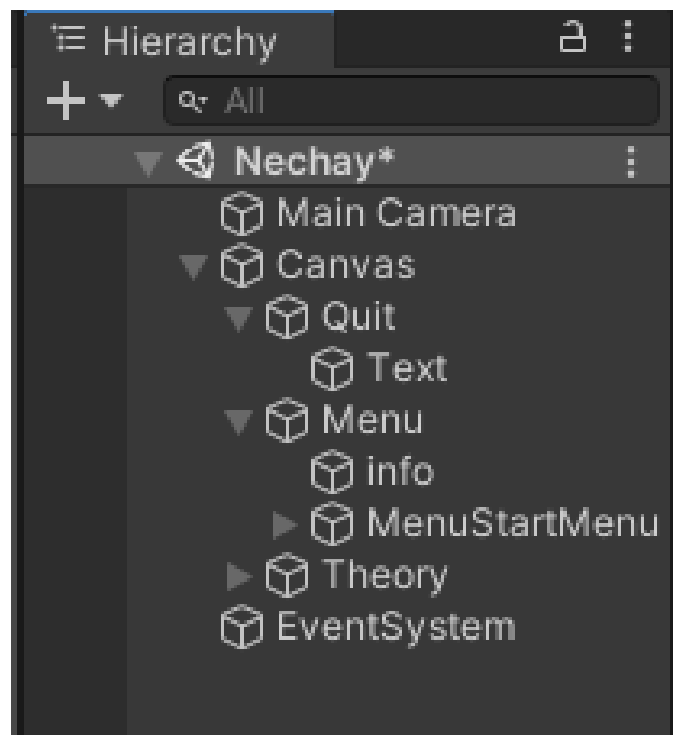 Hierarchy
All
Nechay*
Main Camera
Canvas
Quit
Text
Menu
info
MenuStartMenu
Theory
EventSystem